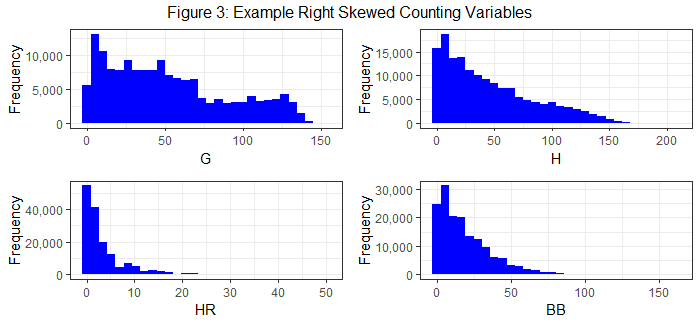 Figure 3: Example Right Skewed Counting Variables
Frequency
10,000
5,000
0
0 50 100 150
G
Frequency
15,000
10,000
5,000
0
0 50 100 150 200
H
Frequency
40,000
20,000
0
0 10 20 30 40 50
HR
Frequency
30,000
20,000
10,000
0
0 50 100 150
BB